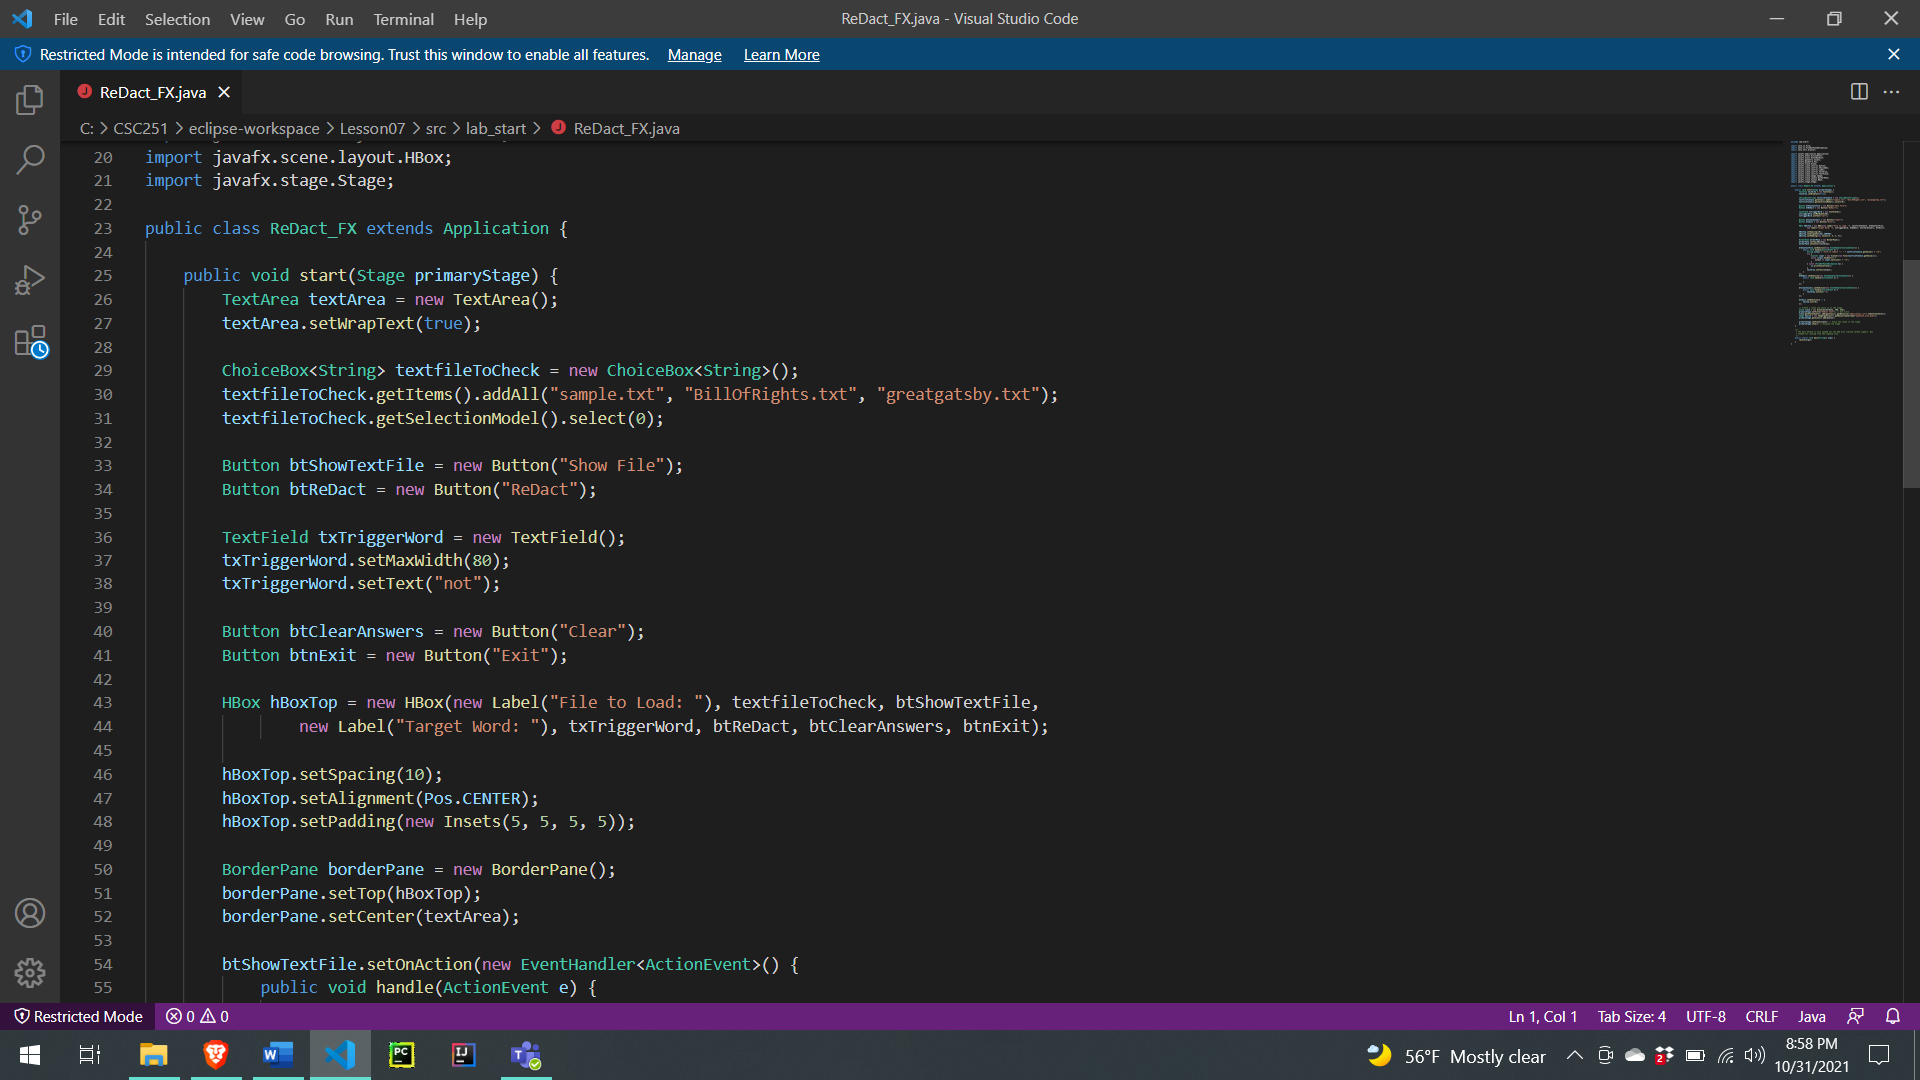 File Edit Selection View Go Run Terminal Help
ReDact_FX.java - Visual Studio Code
Restricted Mode is intended for safe code browsing. Trust this window to enable all features. Manage Learn More
ReDact_FX.java
C: > CSC251 > eclipse-workspace > Lesson07 > src > lab_start > ReDact_FX.java
20 import javafx.scene.layout.HBox;
21 import javafx.stage.Stage;
22
23 public class ReDact_FX extends Application {
24
25 public void start(Stage primaryStage) {
26 TextArea textArea = new TextArea();
27 textArea.setWrapText(true);
28
29 ChoiceBox<String> textfileToCheck = new ChoiceBox<String>();
30 textfileToCheck.getItems().addAll("sample.txt", "BillOfRights.txt", "greatgatsby.txt");
31 textfileToCheck.getSelectionModel().select(0);
32
33 Button btShowTextFile = new Button("Show File");
34 Button btReDact = new Button("ReDact");
35
36 TextField txTriggerWord = new TextField();
37 txTriggerWord.setMaxWidth(80);
38 txTriggerWord.setText("not");
39
40 Button btClearAnswers = new Button("Clear");
41 Button btnExit = new Button("Exit");
42
43 HBox hBoxTop = new HBox(new Label("File to Load: "), textfileToCheck, btShowTextFile,
44 new Label("Target Word: "), txTriggerWord, btReDact, btClearAnswers, btnExit);
45
46 hBoxTop.setSpacing(10);
47 hBoxTop.setAlignment(Pos.CENTER);
48 hBoxTop.setPadding(new Insets(5, 5, 5, 5));
49
50 BorderPane borderPane = new BorderPane();
51 borderPane.setTop(hBoxTop);
52 borderPane.setCenter(textArea);
53
54 btShowTextFile.setOnAction(new EventHandler<ActionEvent>() {
55 public void handle(ActionEvent e) {
Restricted Mode 0 0 Ln 1, Col 1 Tab Size: 4 UTF-8 CRLF Java
56°F Mostly clear 2 8:58 PM
10/31/2021